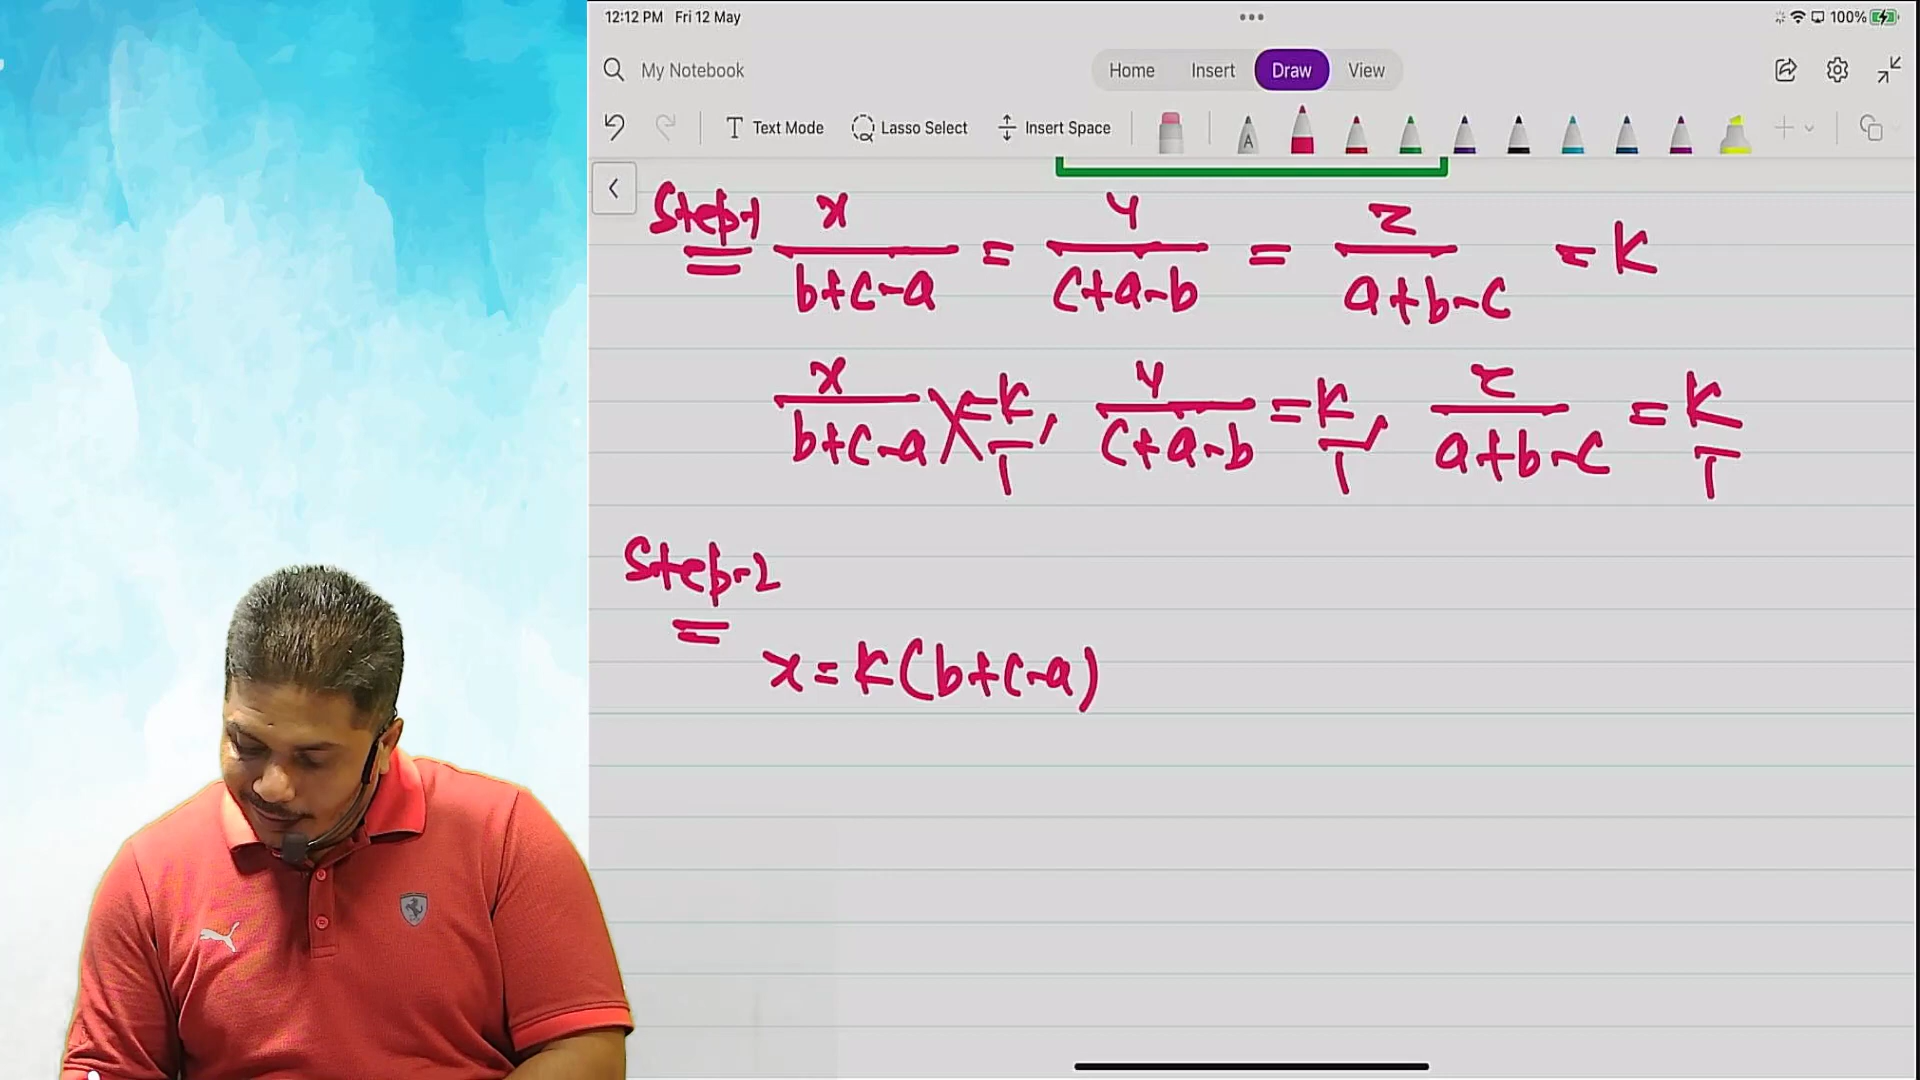 12:12 PM Fri 12 May 100%
My Notebook Home Insert Draw View
Text Mode Lasso Select Insert Space A
Step-1 x/(b+c-a) = y/(c+a-b) = z/(a+b-c) = K
x/(b+c-a) = K/1, y/(c+a-b) = K/1, z/(a+b-c) = K/1
Step-2
x = K(b+c-a)